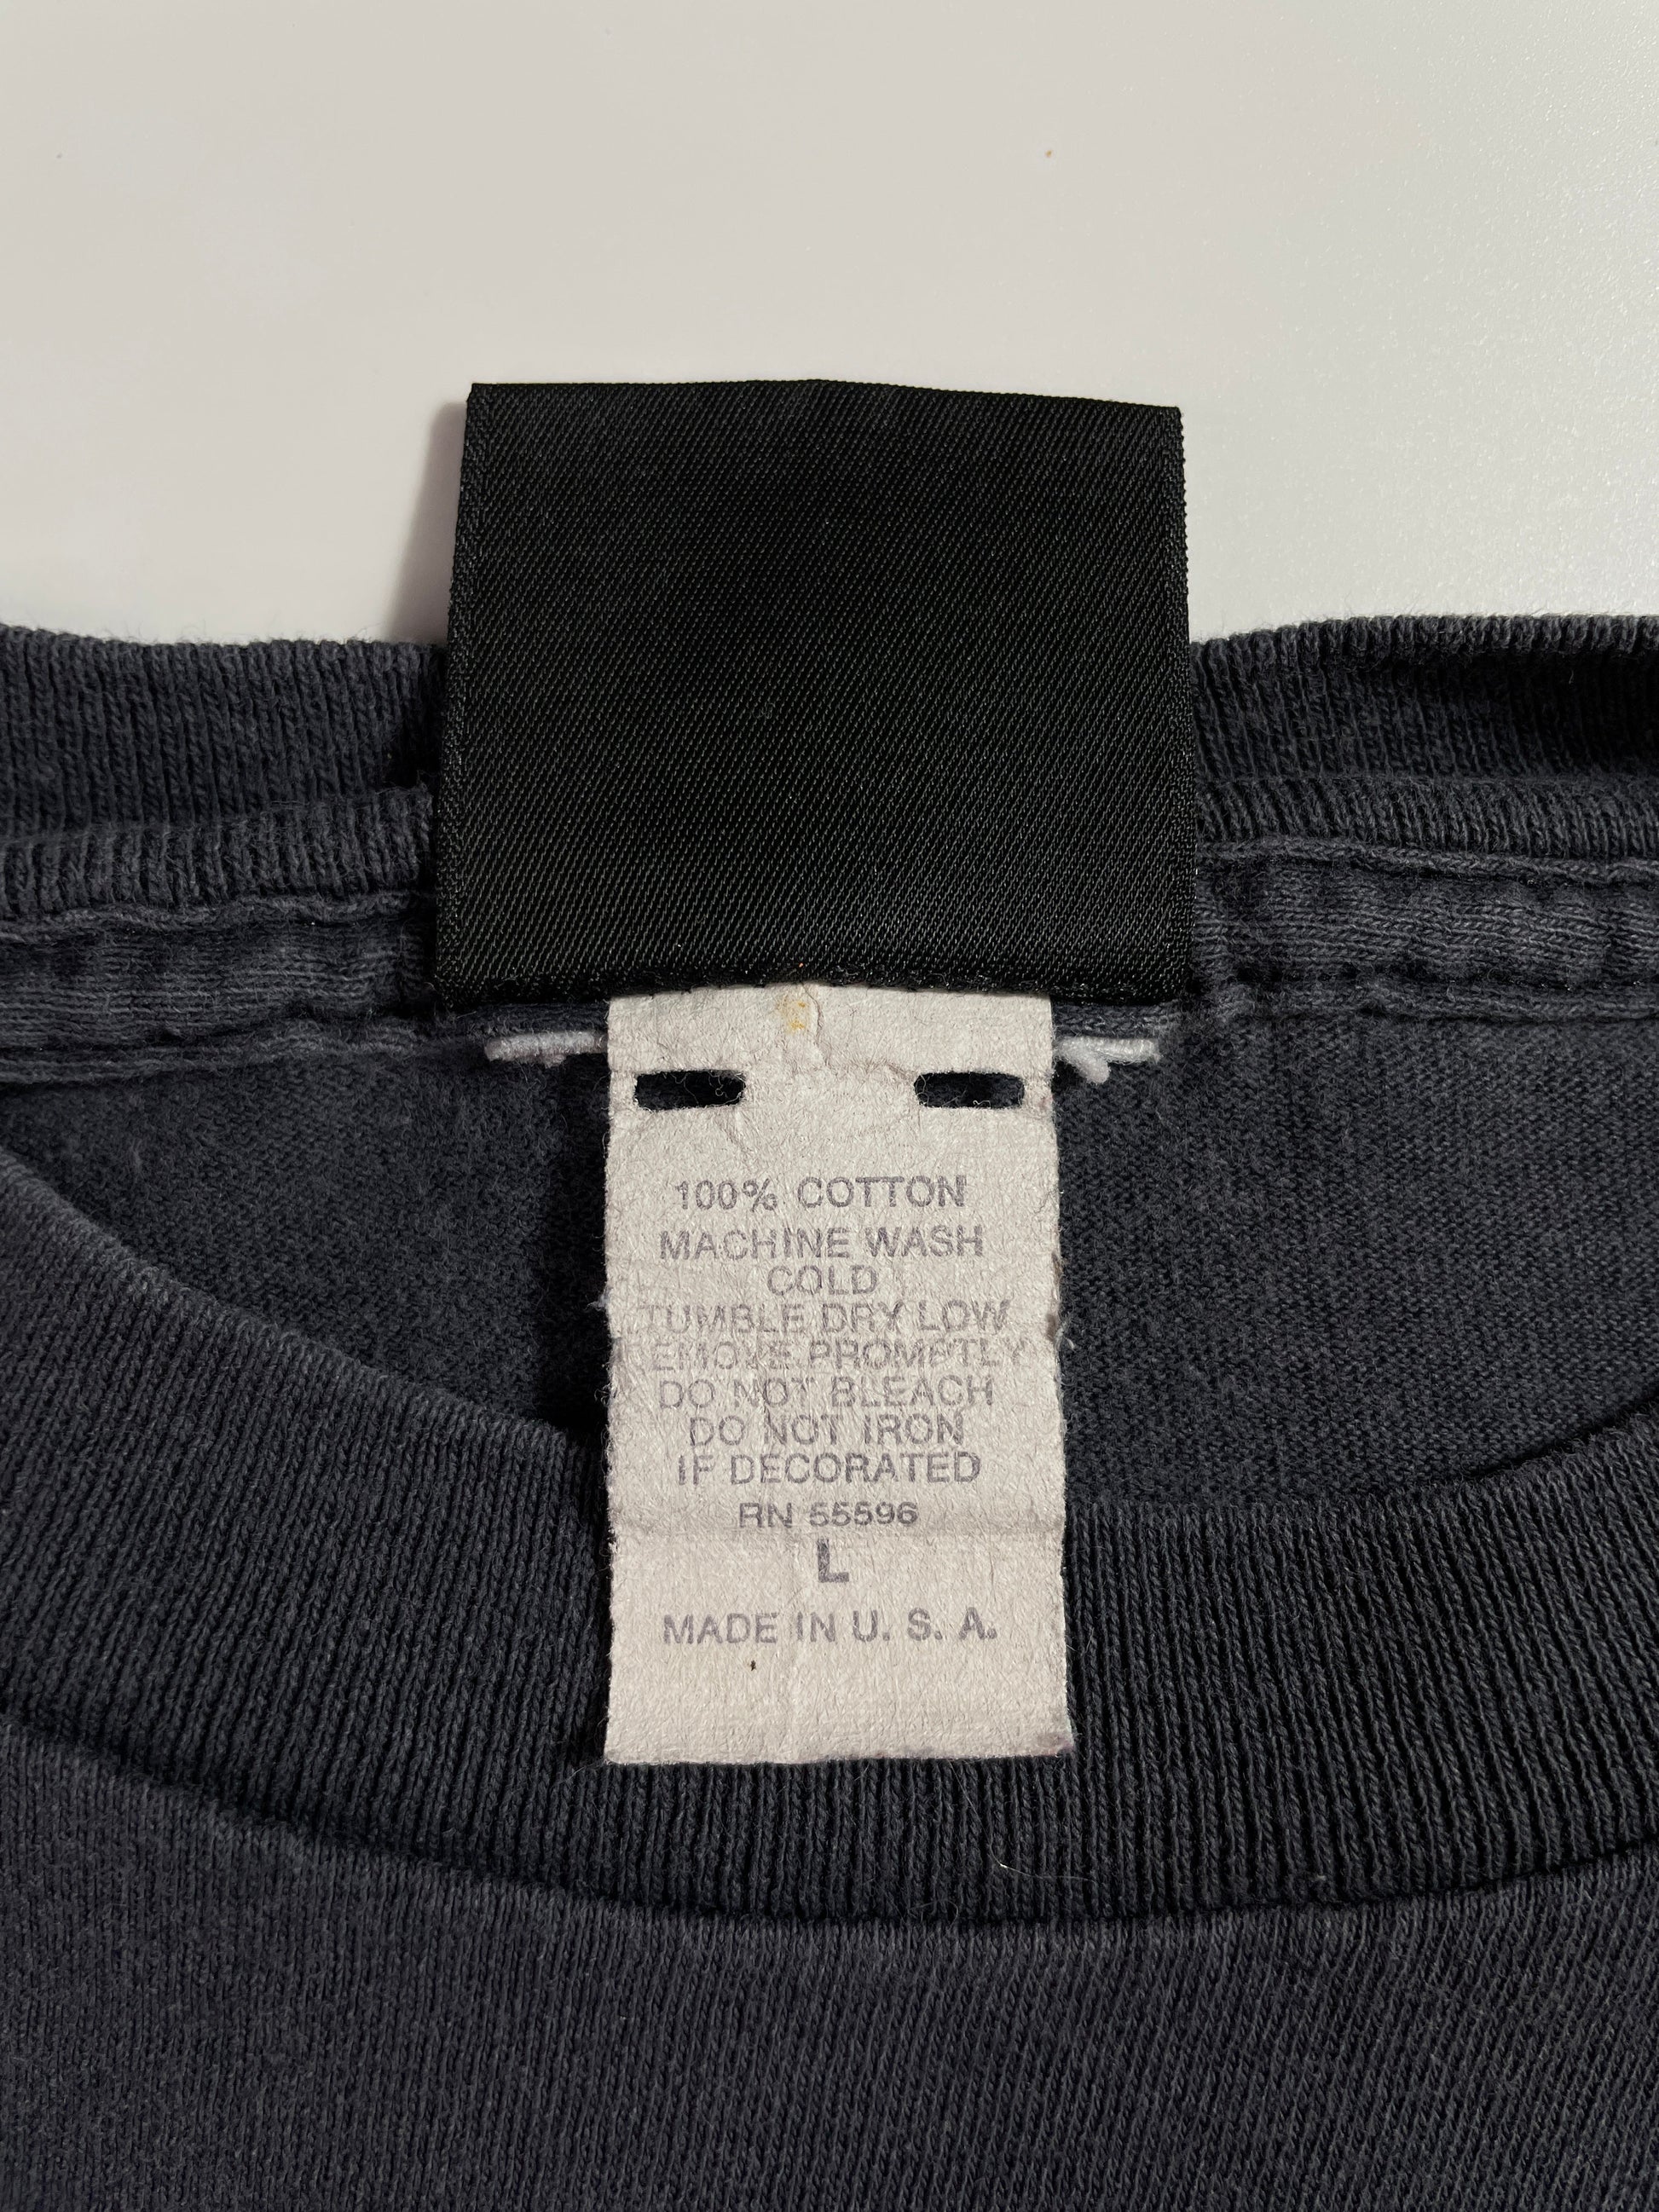 100% COTTON
MACHINE WASH
COLD
TUMBLE DRY LOW
EMOVE PROMPTLY
DO NOT BLEACH
DO NOT IRON
IF DECORATED
RN 55596
L
MADE IN U. S. A.